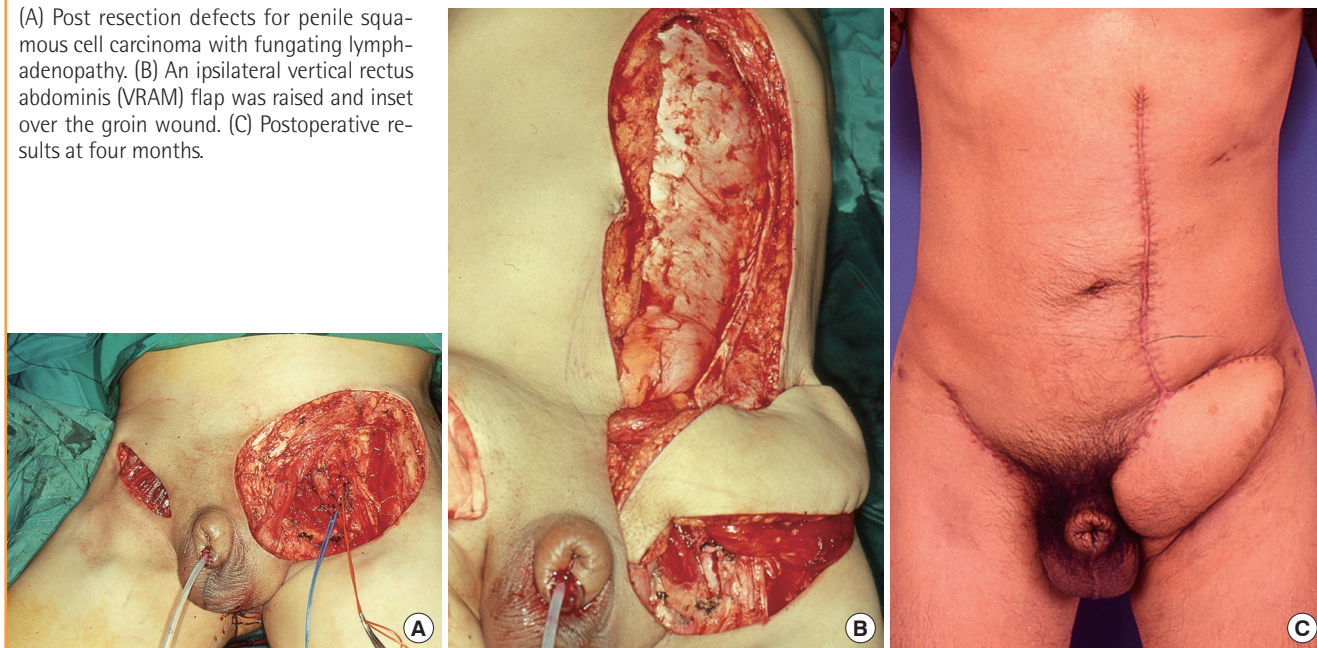 (A) Post resection defects for penile squa-
mous cell carcinoma with fungating lymph-
adenopathy. (B) An ipsilateral vertical rectus
abdominis (VRAM) flap was raised and inset
over the groin wound. (C) Postoperative re-
sults at four months.
A
B
C